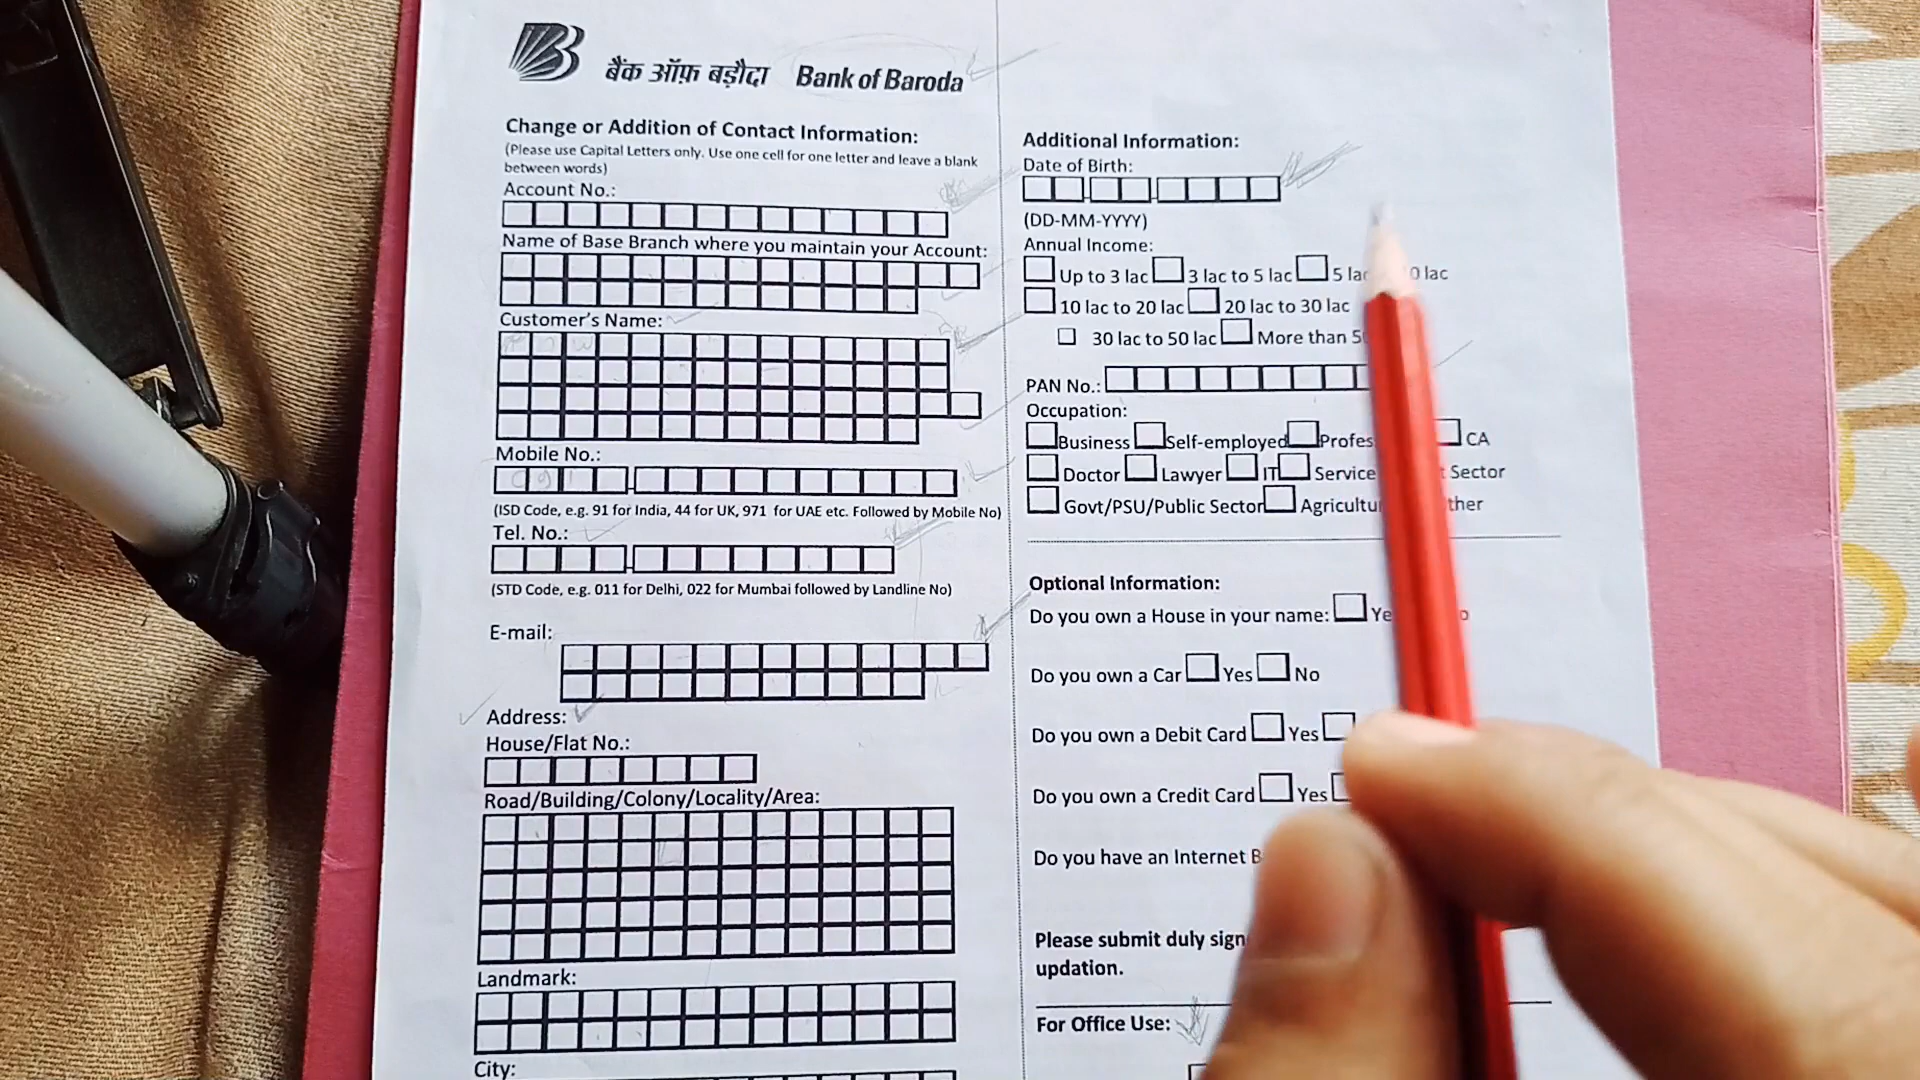 बैंक ऑफ़ बड़ौदा Bank of Baroda
Change or Addition of Contact Information:
(Please use Capital Letters only. Use one cell for one letter and leave a blank
between words)
Account No.:
Name of Base Branch where you maintain your Account:
Customer's Name:
Mobile No.:
091
(ISD Code, e.g. 91 for India, 44 for UK, 971 for UAE etc. Followed by Mobile No)
Tel. No.:
(STD Code, e.g. 011 for Delhi, 022 for Mumbai followed by Landline No)
E-mail:
Address:
House/Flat No.:
Road/Building/Colony/Locality/Area:
Landmark:
City:
Additional Information:
Date of Birth:
(DD-MM-YYYY)
Annual Income:
Up to 3 lac 3 lac to 5 lac 5 lac
10 lac to 20 lac 20 lac to 30 lac
30 lac to 50 lac More than
PAN No.:
Occupation:
Business Self-employed CA
Doctor Lawyer IT Service Sector
Govt/PSU/Public Sector
Optional Information:
Do you own a House in your name:
Do you own a Car Yes No
Do you own a Debit Card Yes
Do you own a Credit Card Yes
Do you have an Internet
Please submit duly
updation.
For Office Use: